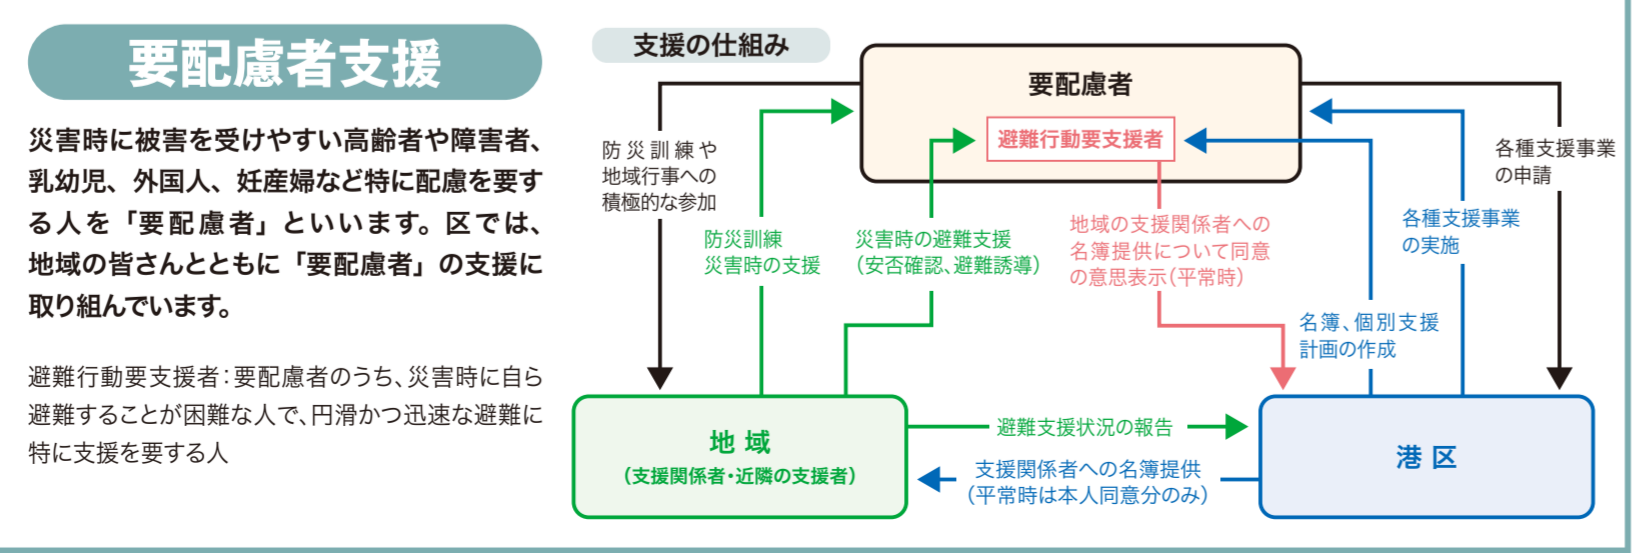 要配慮者支援
災害時に被害を受けやすい高齢者や障害者、
乳幼児、外国人、妊産婦など特に配慮を要す
る人を「要配慮者」といいます。区では、
地域の皆さんとともに「要配慮者」の支援に
取り組んでいます。
避難行動要支援者:要配慮者のうち、災害時に自ら
避難することが困難な人で、円滑かつ迅速な避難に
特に支援を要する人
支援の仕組み
要配慮者
避難行動要支援者
防災訓練や
地域行事への
積極的な参加
防災訓練
災害時の支援
災害時の避難支援
(安否確認、避難誘導)
地域の支援関係者への
名簿提供について同意
の意思表示(平常時)
名簿、個別支援
計画の作成
各種支援事業
の実施
各種支援事業
の申請
地域
(支援関係者・近隣の支援者)
避難支援状況の報告
支援関係者への名簿提供
(平常時は本人同意分のみ)
港区